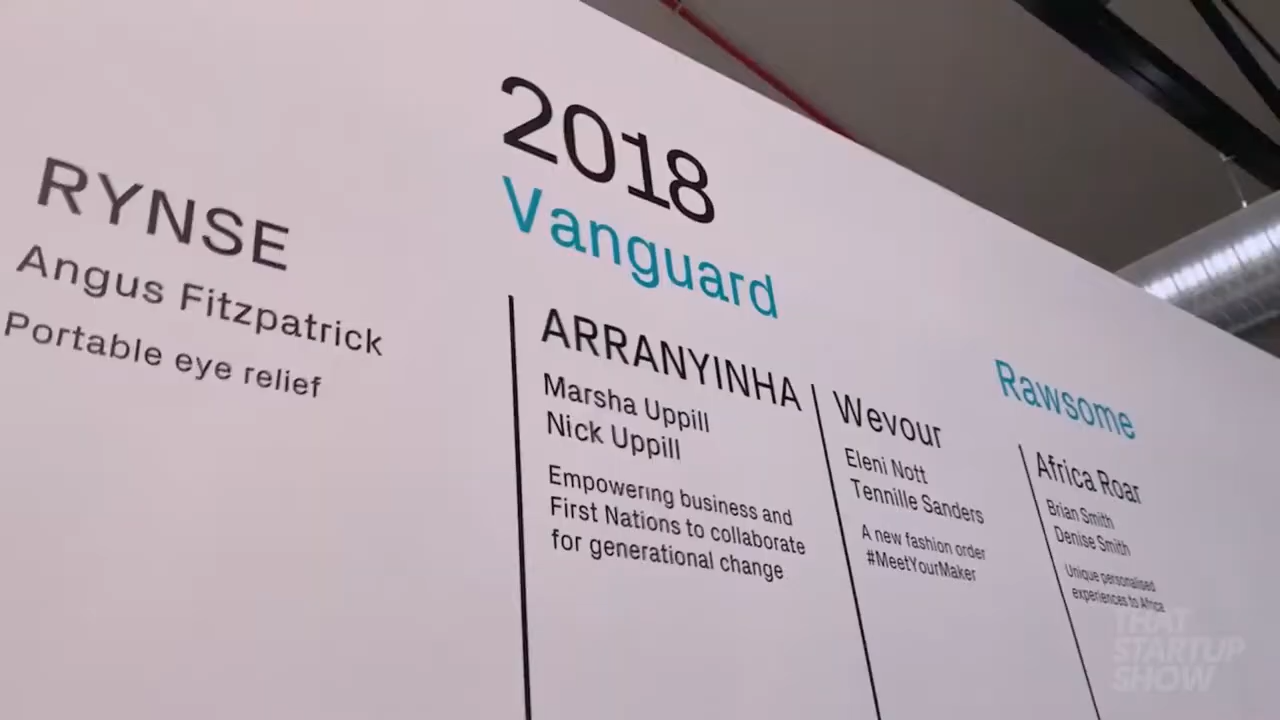 RYNSE
Angus Fitzpatrick
Portable eye relief
2018
Vanguard
ARRANYINHA
Marsha Uppill
Nick Uppill
Empowering business and
First Nations to collaborate
for generational change
Wevour
Eleni Nott
Tennille Sanders
A new fashion order
#MeetYourMaker
Rawsome
Africa Roar
Brian Smith
Denise Smith
Unique personalised
experiences to Africa
THAT
STARTUP
SHOW